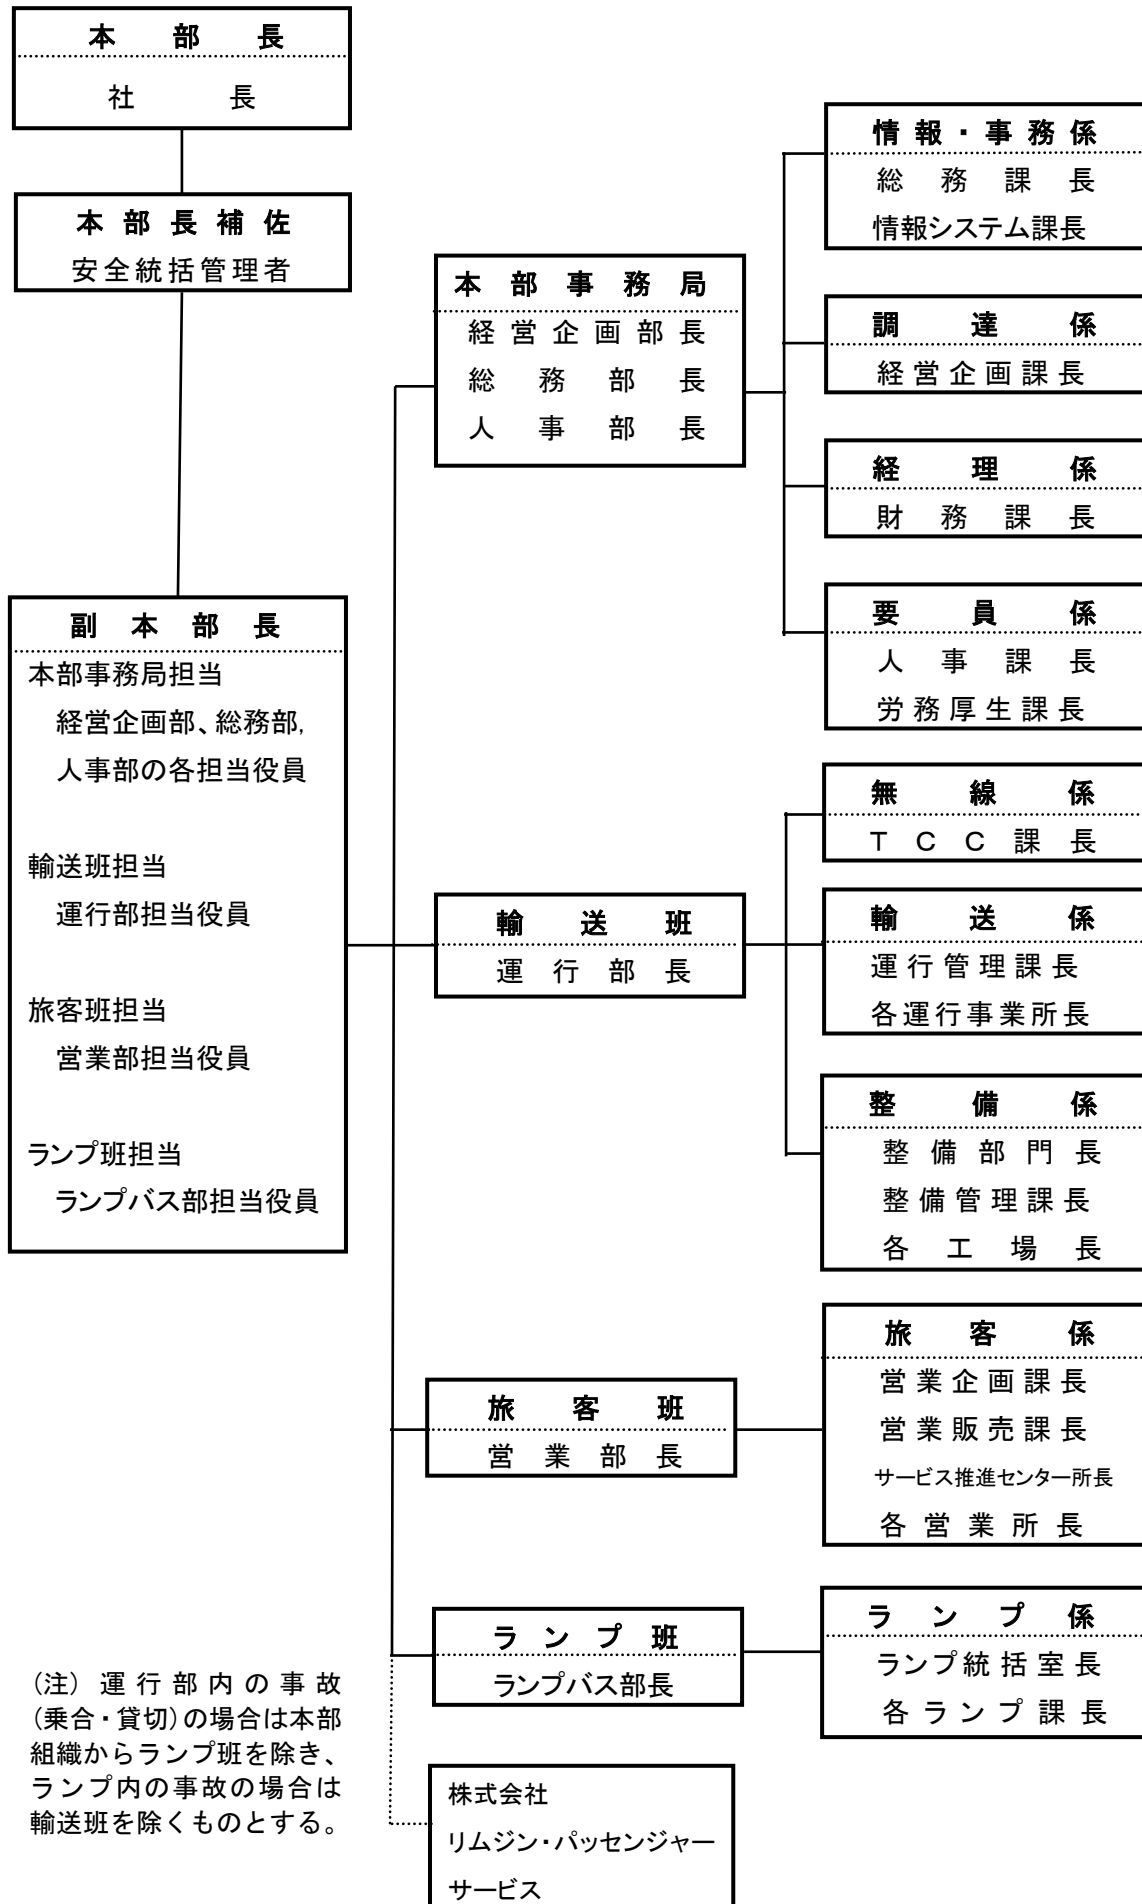 本部長
社長
本部長補佐
安全統括管理者
副本部長
本部事務局担当
経営企画部、総務部,
人事部の各担当役員
輸送班担当
運行部担当役員
旅客班担当
営業部担当役員
ランプ班担当
ランプバス部担当役員
本部事務局
経営企画部長
総務部長
人事部長
輸送班
運行部長
旅客班
営業部長
ランプ班
ランプバス部長
株式会社
リムジン・パッセンジャー
サービス
情報・事務係
総務課長
情報システム課長
調達係
経営企画課長
経理係
財務課長
要員係
人事課長
労務厚生課長
無線係
TCC課長
輸送係
運行管理課長
各運行事業所長
整備係
整備部門長
整備管理課長
各工場長
旅客係
営業企画課長
営業販売課長
サービス推進センター所長
各営業所長
ランプ係
ランプ統括室長
各ランプ課長
(注) 運行部内の事故
(乗合・貸切)の場合は本部
組織からランプ班を除き、
ランプ内の事故の場合は
輸送班を除くものとする。